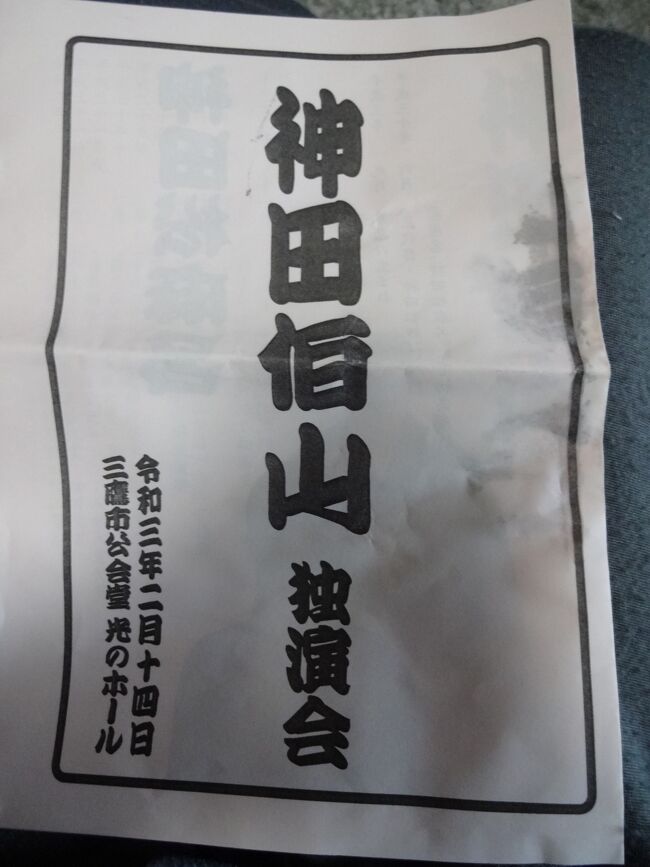 神田伯山 独演会
令和三年二月十四日
三鷹市公会堂 光のホール